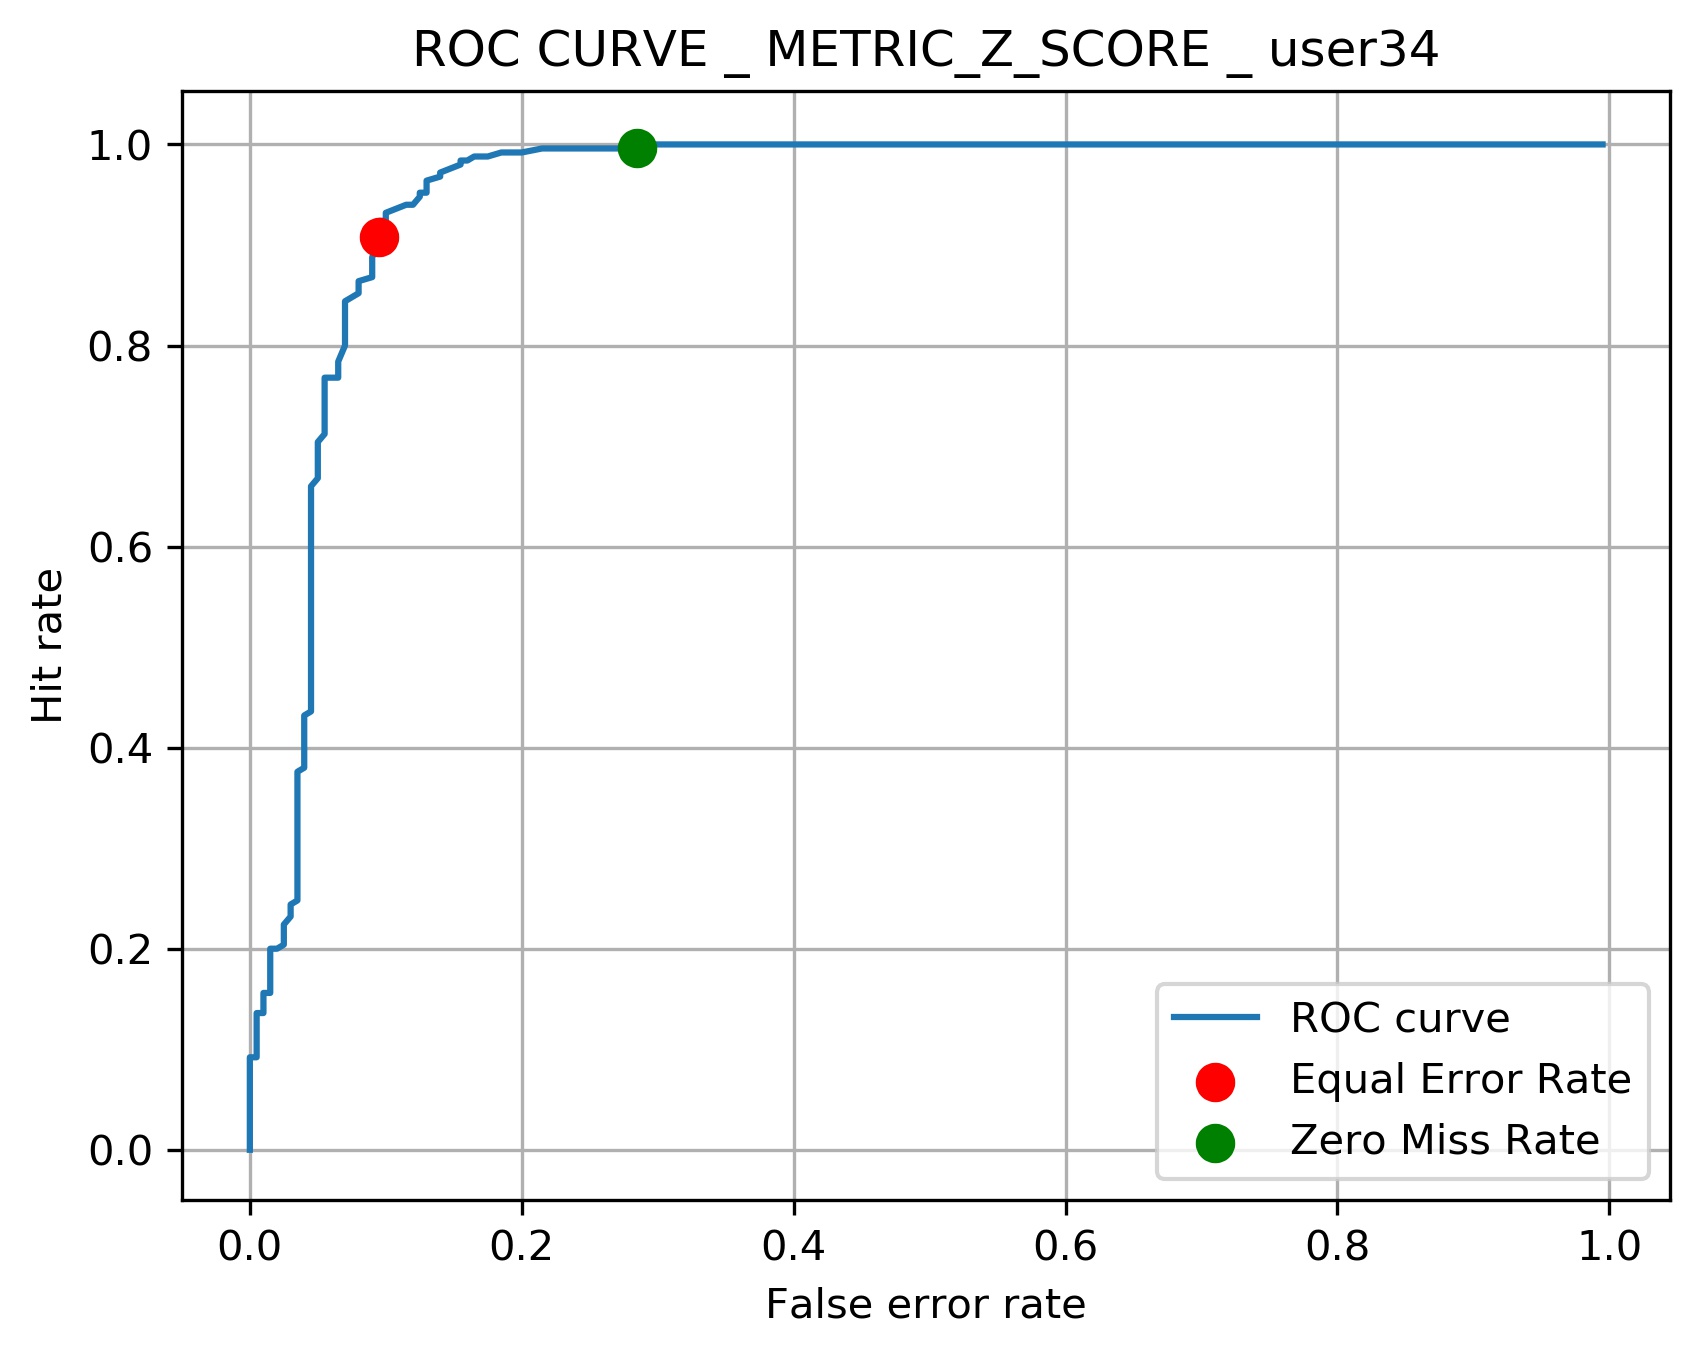 ROC CURVE _ METRIC_Z_SCORE _ user34
1.0
0.8
0.6
0.4
0.2
0.0
Hit rate
ROC curve
Equal Error Rate
Zero Miss Rate
0.0 0.2 0.4 0.6 0.8 1.0
False error rate